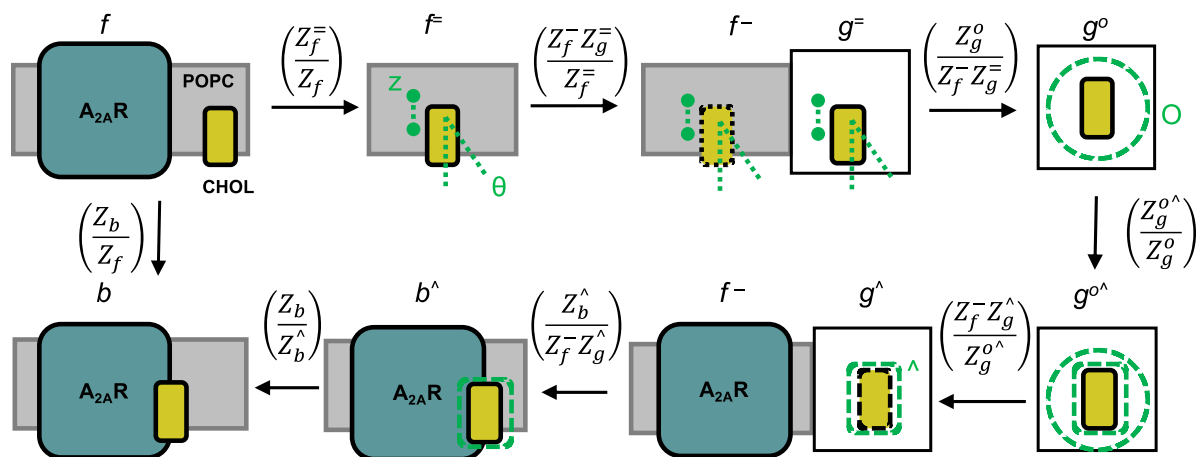 f
f⁼
f −
g⁼
gᵒ
(Z_f^= / Z_f)
(Z_f^- Z_g^= / Z_f^=)
(Z_g^o / Z_f^- Z_g^=)
A₂ₐR
POPC
CHOL
z
θ
O
(Z_b / Z_f)
(Z_g^{o^} / Z_g^o)
b
b^
f −
g^
g^{o^}
(Z_b / Z_b^^)
(Z_b^^ / Z_f^- Z_g^^)
(Z_f^- Z_g^^ / Z_g^{o^})
A₂ₐR
A₂ₐR
A₂ₐR
^